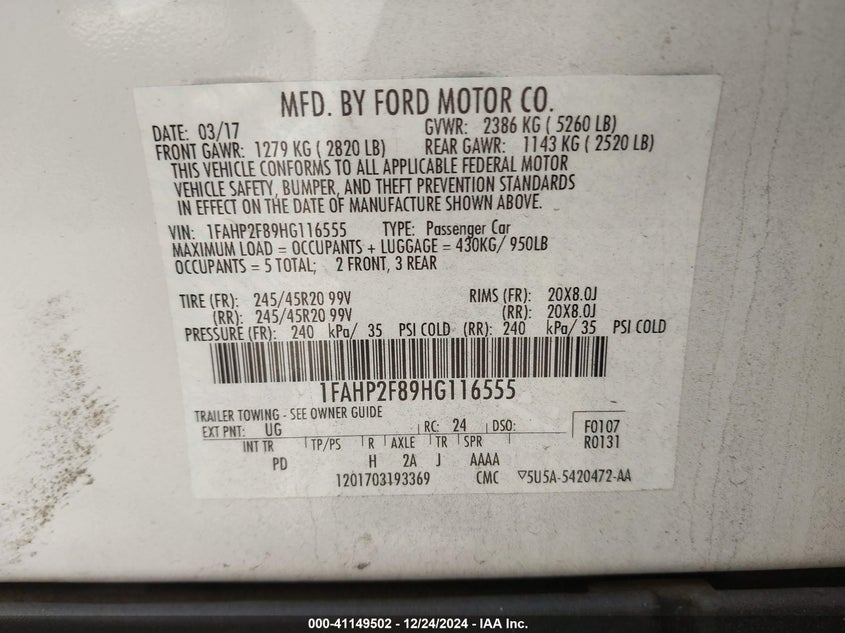 MFD. BY FORD MOTOR CO.
DATE: 03/17 GVWR: 2386 KG ( 5260 LB)
FRONT GAWR: 1279 KG ( 2820 LB) REAR GAWR: 1143 KG ( 2520 LB)
THIS VEHICLE CONFORMS TO ALL APPLICABLE FEDERAL MOTOR
VEHICLE SAFETY, BUMPER, AND THEFT PREVENTION STANDARDS
IN EFFECT ON THE DATE OF MANUFACTURE SHOWN ABOVE.
VIN: 1FAHP2F89HG116555 TYPE: Passenger Car
MAXIMUM LOAD = OCCUPANTS + LUGGAGE = 430KG/ 950LB
OCCUPANTS = 5 TOTAL; 2 FRONT, 3 REAR
TIRE (FR): 245/45R20 99V RIMS (FR): 20X8.0J
(RR): 245/45R20 99V (RR): 20X8.0J
PRESSURE (FR): 240 kPa/ 35 PSI COLD (RR): 240 kPa/ 35 PSI COLD
1FAHP2F89HG116555
TRAILER TOWING - SEE OWNER GUIDE
EXT PNT: UG RC: 24 DSO: F0107
INT TR TP/PS R AXLE TR SPR R0131
PD H 2A J AAAA
1201703193369 CMC ▽5U5A-5420472-AA
000-41149502 - 12/24/2024 - IAA Inc.